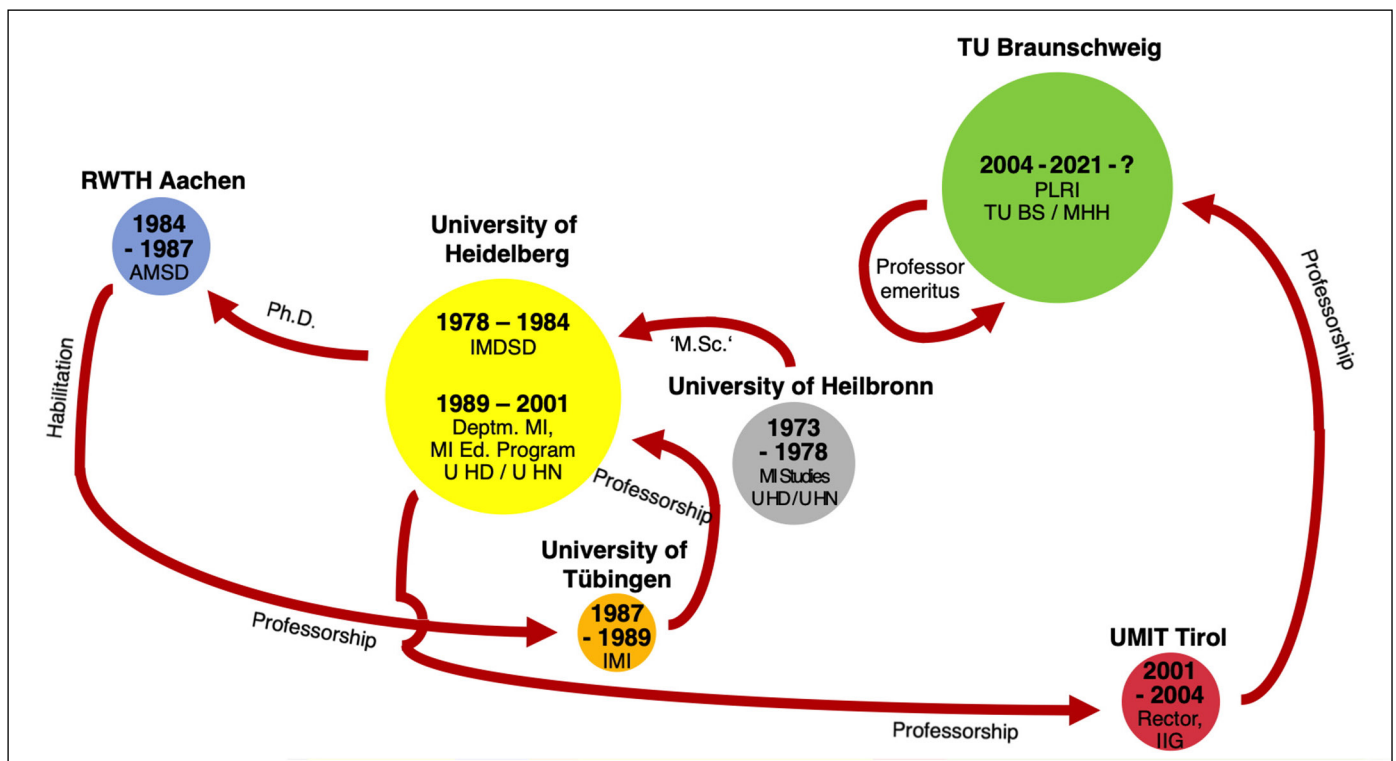 TU Braunschweig
2004 - 2021 - ?
PLRI
TU BS / MHH
Professor
emeritus
Professorship
RWTH Aachen
1984
- 1987
AMSD
Habilitation
Ph.D.
University of
Heidelberg
1978 – 1984
IMDSD
1989 – 2001
Deptm. MI,
MI Ed. Program
U HD / U HN
'M.Sc.'
University of Heilbronn
1973
- 1978
MI Studies
UHD/UHN
Professorship
University of
Tübingen
1987
- 1989
IMI
Professorship
UMIT Tirol
2001
- 2004
Rector,
IIG
Professorship